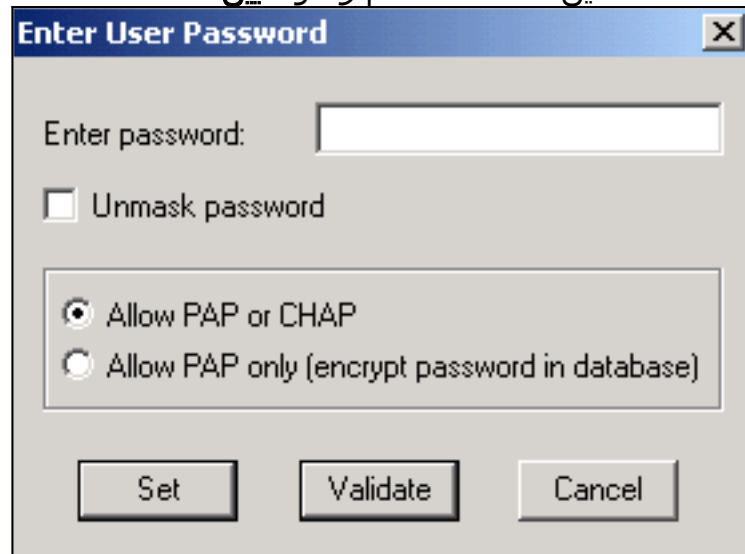 Enter User Password
Enter password:
Unmask password
Allow PAP or CHAP
Allow PAP only (encrypt password in database)
Set
Validate
Cancel